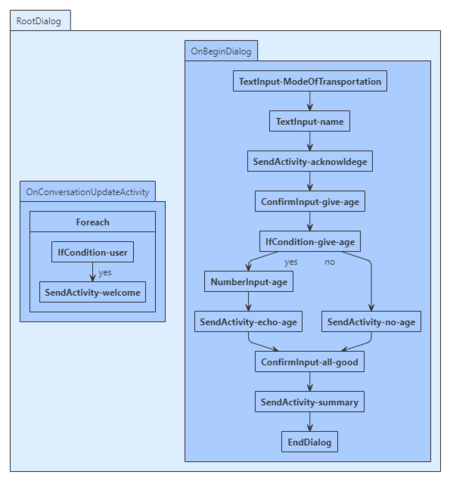 RootDialog
OnBeginDialog
TextInput-ModeOfTransportation
TextInput-name
SendActivity-acknowldege
ConfirmInput-give-age
IfCondition-give-age
yes no
NumberInput-age
SendActivity-echo-age SendActivity-no-age
ConfirmInput-all-good
SendActivity-summary
EndDialog
OnConversationUpdateActivity
Foreach
IfCondition-user
yes
SendActivity-welcome